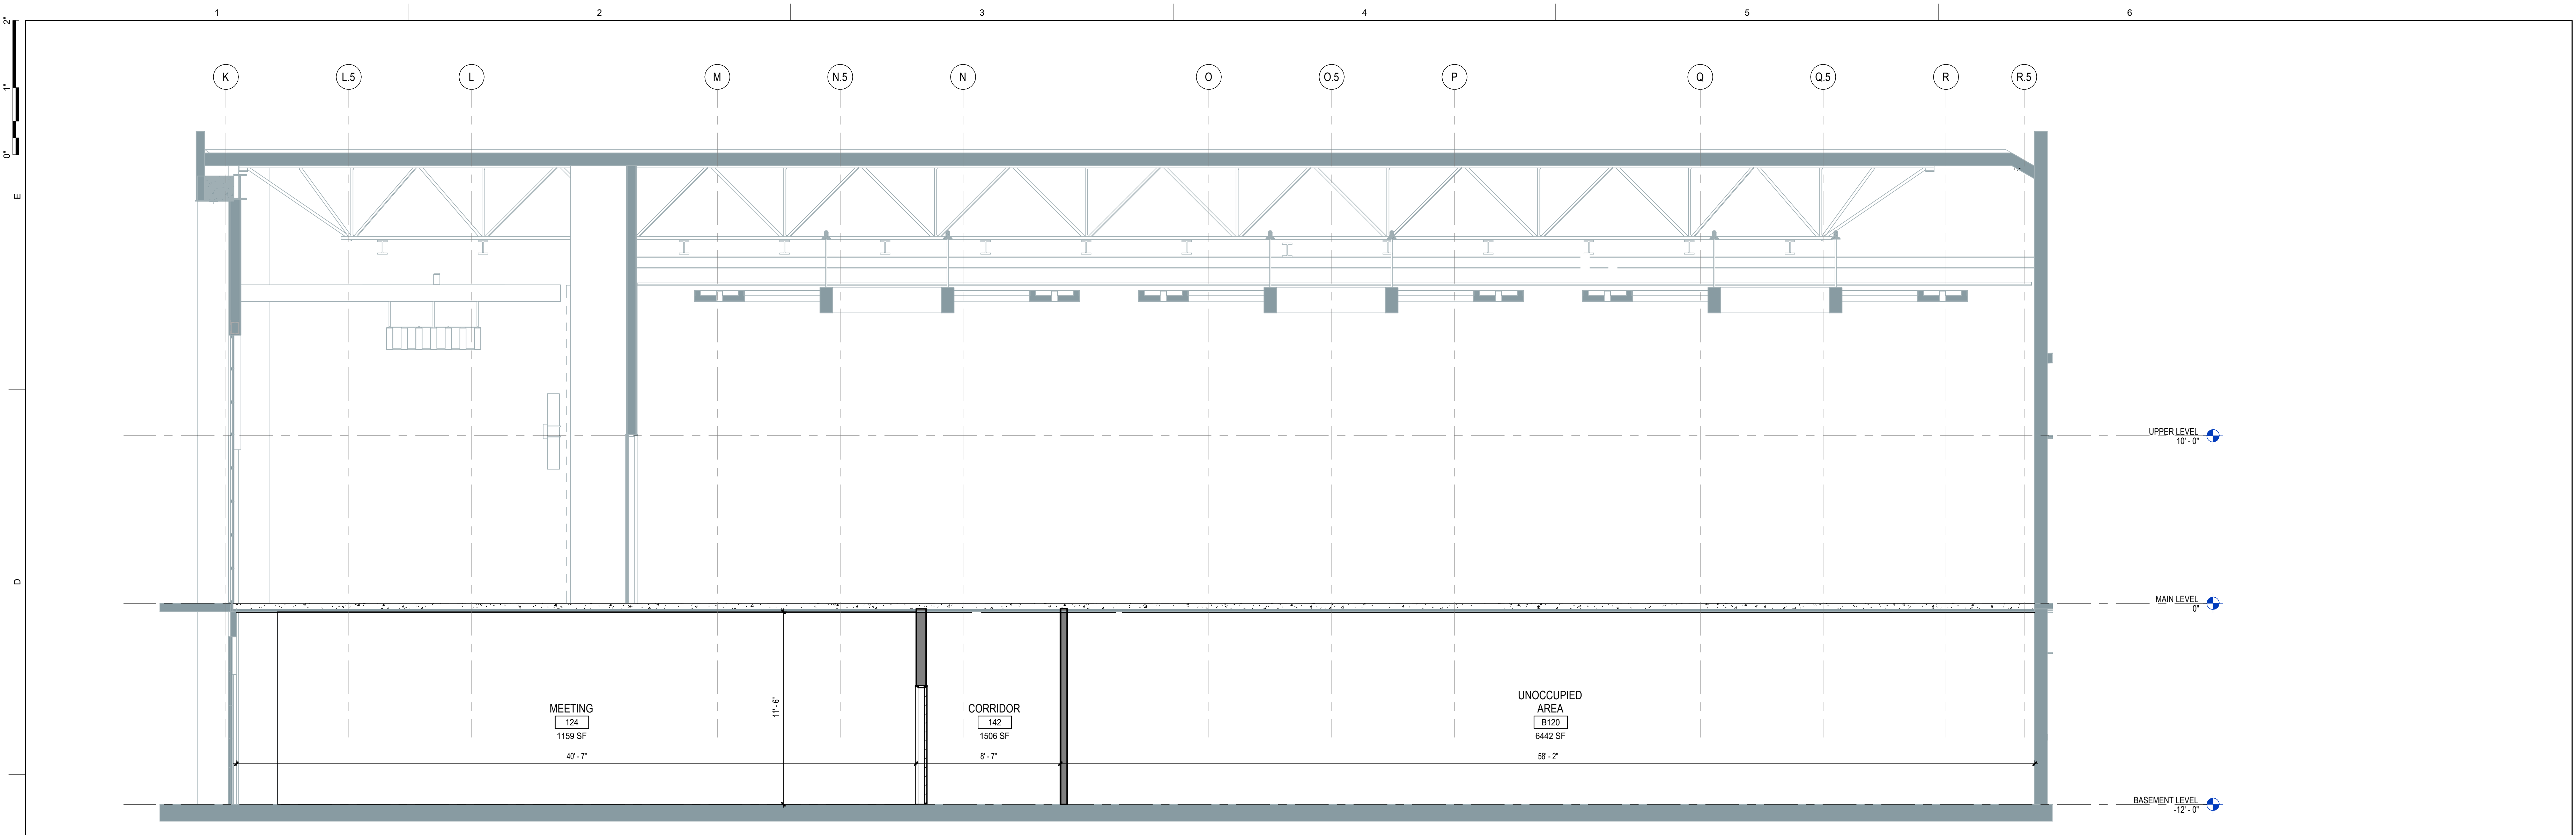 1 2 3 4 5 6
2"
1"
0"
E
D
K L.5 L M N.5 N O O.5 P Q Q.5 R R.5
UPPER LEVEL
10' - 0"
MAIN LEVEL
0"
MEETING
124
1159 SF
40' - 7"
11' - 6"
CORRIDOR
142
1506 SF
8' - 7"
UNOCCUPIED
AREA
B120
6442 SF
58' - 2"
BASEMENT LEVEL
-12' - 0"